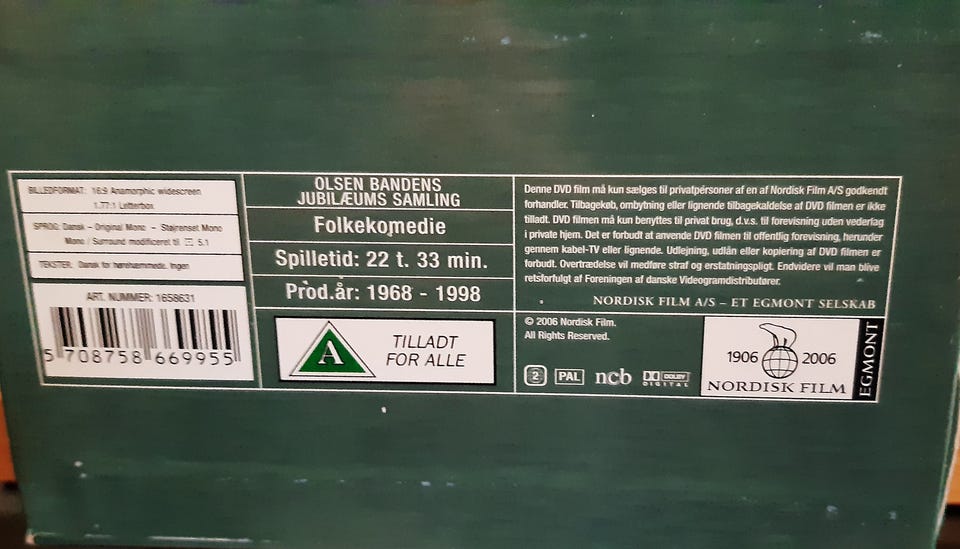 BILLEDFORMAT: 16:9 Anamorphic widescreen
1.77:1 Letterbox
SPROG: Dansk - Original Mono - Støjrenset Mono
Mono / Surround modificeret til 5.1
TEKSTER: Dansk for hørehæmmede. Ingen
ART. NUMMER: 1658631
5 708758 669955
OLSEN BANDENS
JUBILÆUMS SAMLING
Folkekomedie
Spilletid: 22 t. 33 min.
Prod.år: 1968 - 1998
A
TILLADT
FOR ALLE
Denne DVD film må kun sælges til privatpersoner af en af Nordisk Film A/S godkendt
forhandler. Tilbagekøb, ombytning eller lignende tilbagekaldelse af DVD filmen er ikke
tilladt. DVD filmen må kun benyttes til privat brug, d.v.s. til forevisning uden vederlag
i private hjem. Det er forbudt at anvende DVD filmen til offentlig forevisning, herunder
gennem kabel-TV eller lignende. Udlejning, udlån eller kopiering af DVD filmen er
forbudt. Overtrædelse vil medføre straf og erstatningspligt. Endvidere vil man blive
retsforfulgt af Foreningen af danske Videogramdistributører.
NORDISK FILM A/S – ET EGMONT SELSKAB
© 2006 Nordisk Film.
All Rights Reserved.
2 PAL ncb DOLBY
DIGITAL
1906 2006
NORDISK FILM
EGMONT